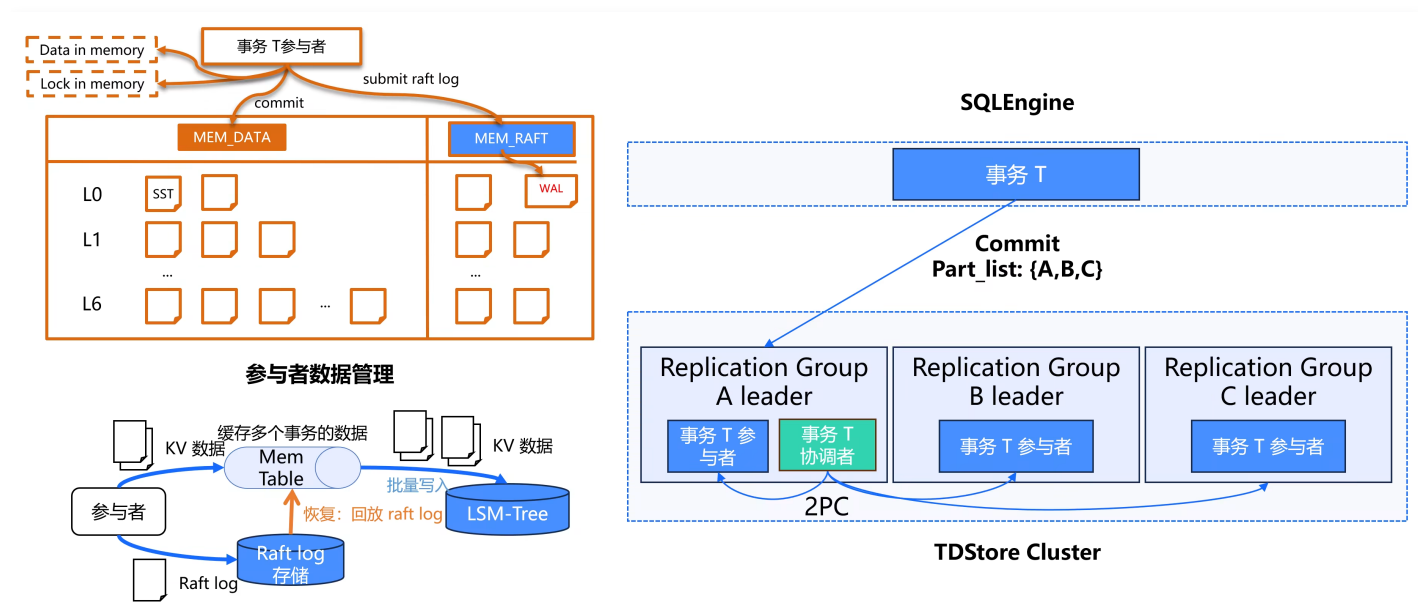 事务 T参与者
Data in memory
Lock in memory
submit raft log
commit
MEM_DATA
MEM_RAFT
L0
SST
WAL
L1
...
...
L6
...
参与者数据管理
KV 数据
缓存多个事务的数据
KV 数据
Mem
Table
批量写入
参与者
恢复：回放 raft log
LSM-Tree
Raft log
存储
Raft log
SQLEngine
事务 T
Commit
Part_list: {A,B,C}
Replication Group
A leader
事务 T 参
与者
事务 T
协调者
Replication Group
B leader
事务 T 参与者
Replication Group
C leader
事务 T 参与者
2PC
TDStore Cluster